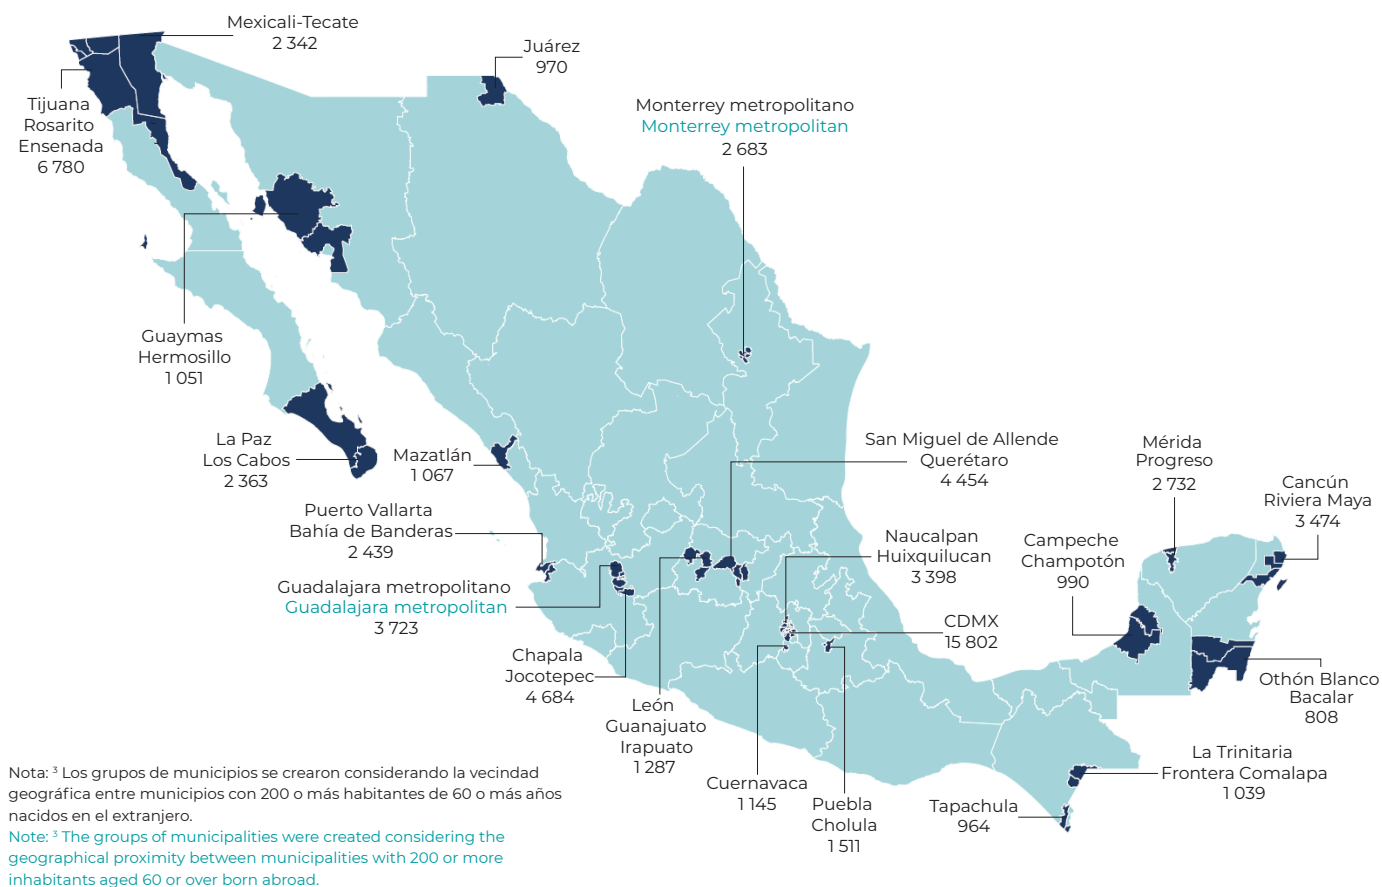 Mexicali-Tecate
2 342
Juárez
970
Tijuana
Rosarito
Ensenada
6 780
Monterrey metropolitano
Monterrey metropolitan
2 683
Guaymas
Hermosillo
1 051
La Paz
Los Cabos
2 363
Mazatlán
1 067
San Miguel de Allende
Querétaro
4 454
Mérida
Progreso
2 732
Cancún
Riviera Maya
3 474
Puerto Vallarta
Bahía de Banderas
2 439
Naucalpan
Huixquilucan
3 398
Campeche
Champotón
990
Guadalajara metropolitano
Guadalajara metropolitan
3 723
CDMX
15 802
Chapala
Jocotepec
4 684
Othón Blanco
Bacalar
808
León
Guanajuato
Irapuato
1 287
Cuernavaca
1 145
Puebla
Cholula
1 511
Tapachula
964
La Trinitaria
Frontera Comalapa
1 039
Nota: ³ Los grupos de municipios se crearon considerando la vecindad
geográfica entre municipios con 200 o más habitantes de 60 o más años
nacidos en el extranjero.
Note: ³ The groups of municipalities were created considering the
geographical proximity between municipalities with 200 or more
inhabitants aged 60 or over born abroad.